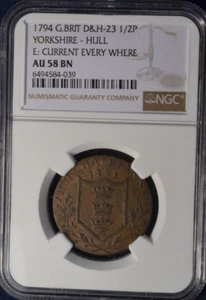 1794 G.BRIT D&H-23 1/2P
YORKSHIRE - HULL
E: CURRENT EVERY WHERE
AU 58 BN
6494584-039
NGC
NUMISMATIC GUARANTY COMPANY